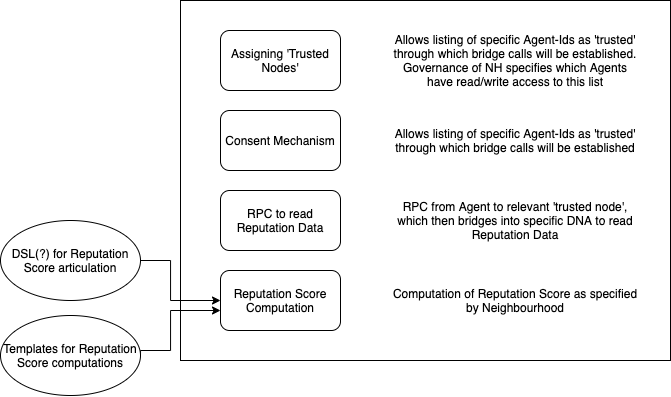 Assigning 'Trusted
Nodes'
Allows listing of specific Agent-Ids as 'trusted'
through which bridge calls will be established.
Governance of NH specifies which Agents
have read/write access to this list
Consent Mechanism
Allows listing of specific Agent-Ids as 'trusted'
through which bridge calls will be established
RPC to read
Reputation Data
RPC from Agent to relevant 'trusted node',
which then bridges into specific DNA to read
Reputation Data
DSL(?) for Reputation
Score articulation
Reputation Score
Computation
Computation of Reputation Score as specified
by Neighbourhood
Templates for Reputation
Score computations